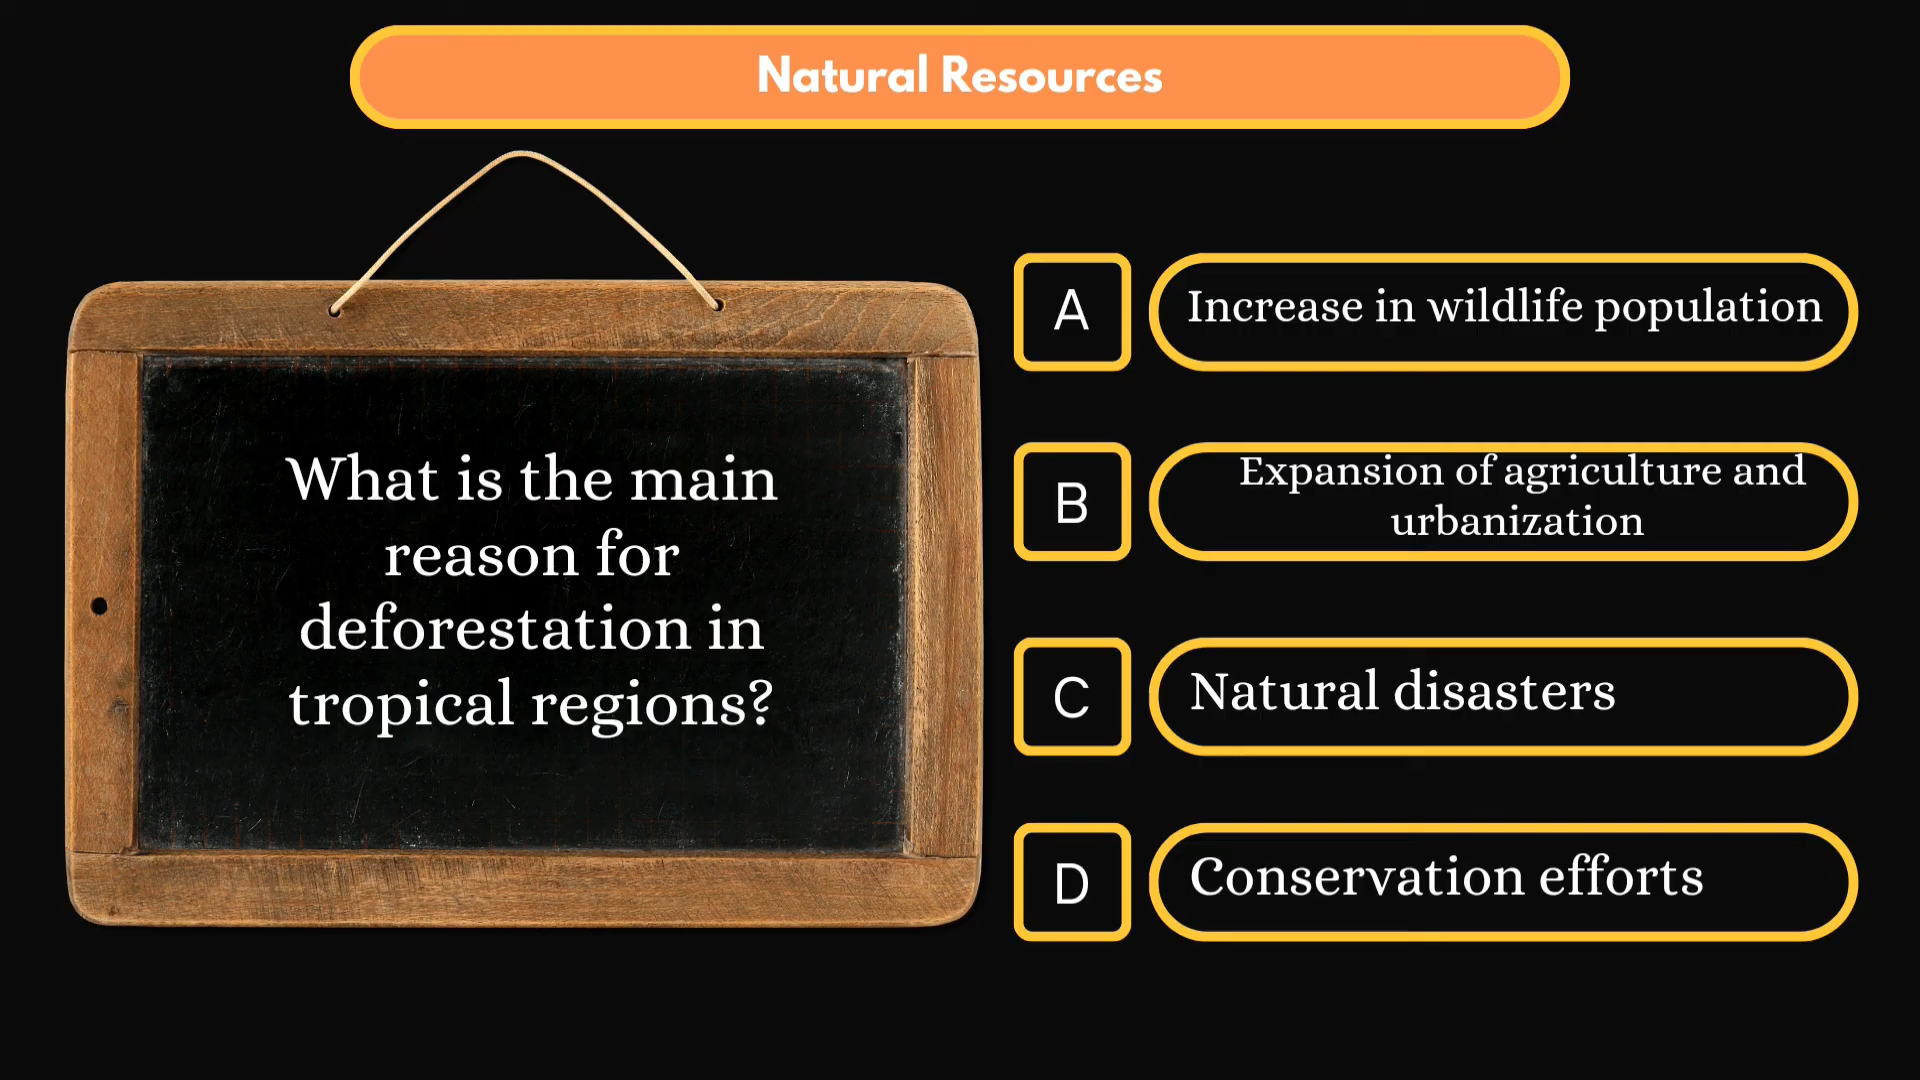 Natural Resources
What is the main
reason for
deforestation in
tropical regions?
A
Increase in wildlife population
B
Expansion of agriculture and
urbanization
C
Natural disasters
D
Conservation efforts